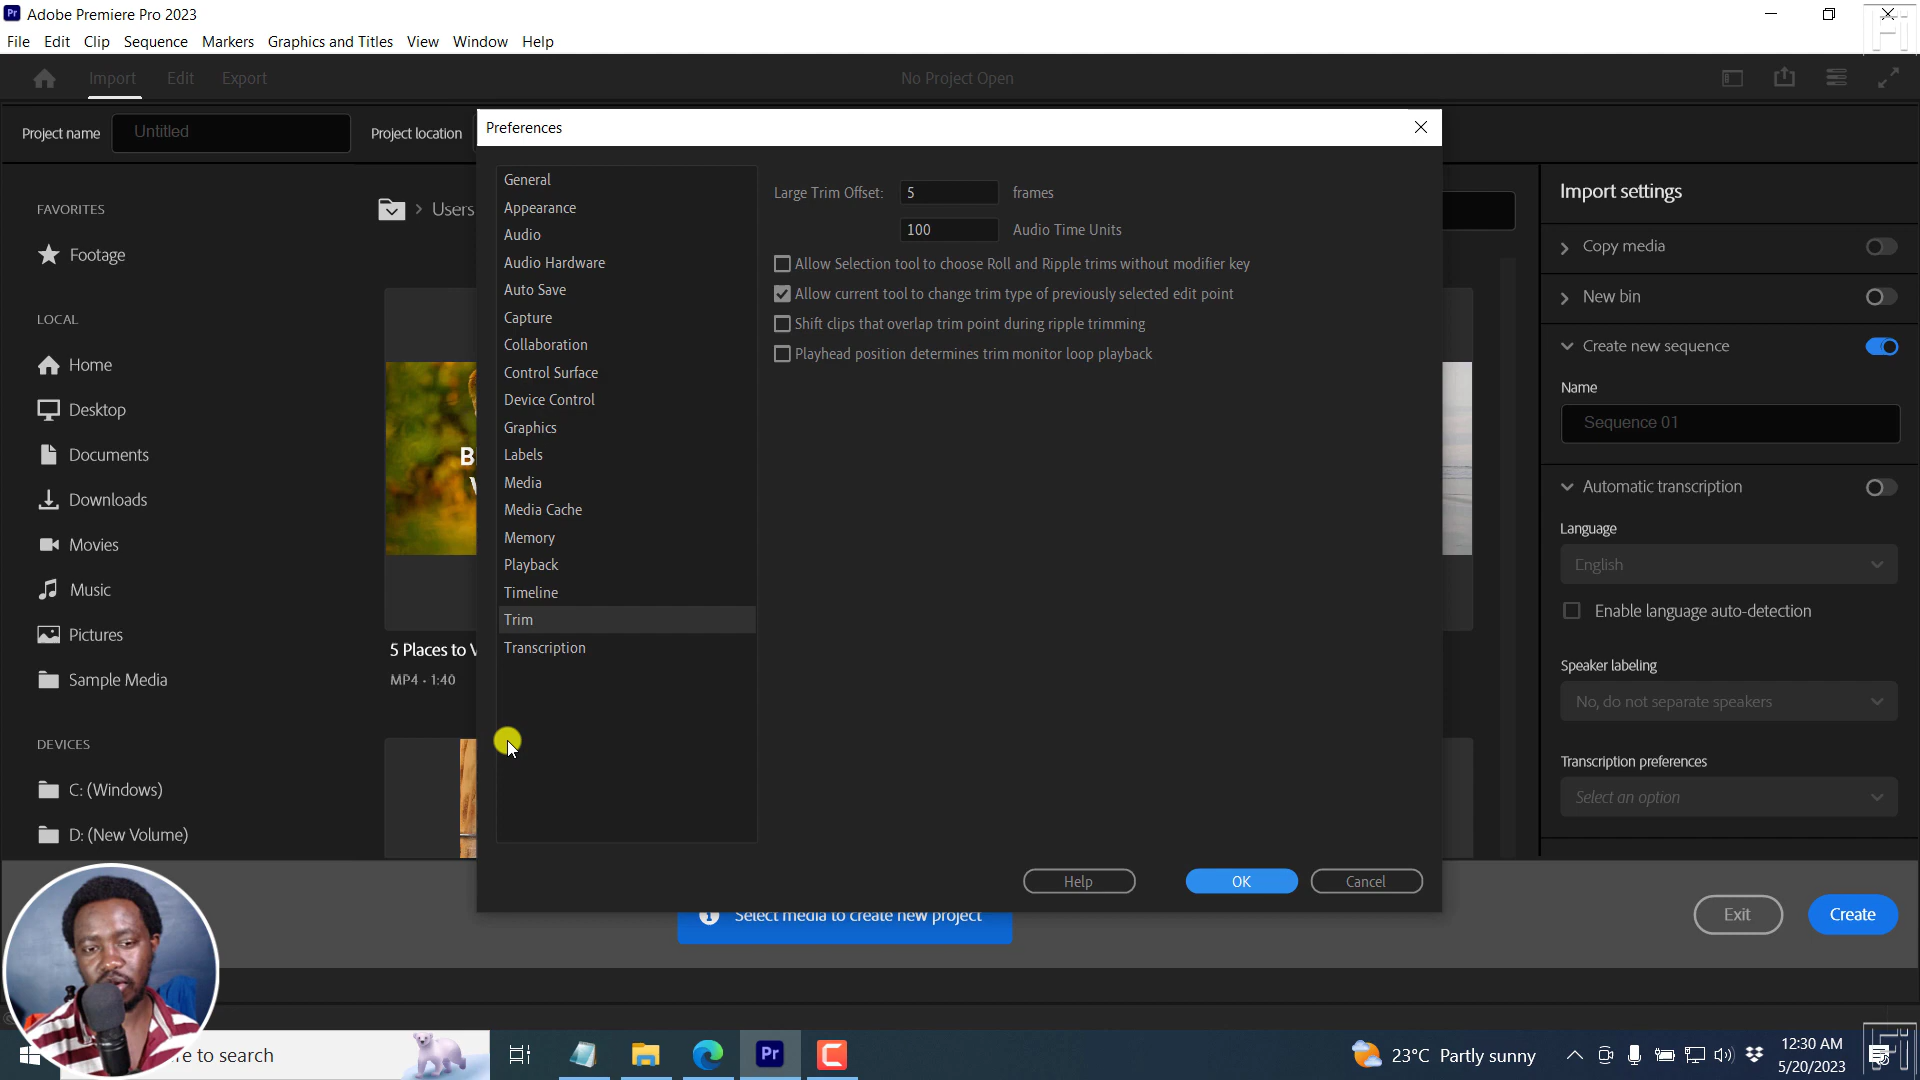 Pr Adobe Premiere Pro 2023
File Edit Clip Sequence Markers Graphics and Titles View Window Help
Import Edit Export No Project Open
Project name Untitled Project location
Preferences
General
Appearance
Audio
Audio Hardware
Auto Save
Capture
Collaboration
Control Surface
Device Control
Graphics
Labels
Media
Media Cache
Memory
Playback
Timeline
Trim
Transcription
Large Trim Offset: 5 frames
100 Audio Time Units
Allow Selection tool to choose Roll and Ripple trims without modifier key
Allow current tool to change trim type of previously selected edit point
Shift clips that overlap trim point during ripple trimming
Playhead position determines trim monitor loop playback
Help OK Cancel
FAVORITES
Footage
LOCAL
Home
Desktop
Documents
Downloads
Movies
Music
Pictures
Sample Media
DEVICES
C: (Windows)
D: (New Volume)
> Users
B
5 Places to V
MP4 • 1:40
Import settings
Copy media
New bin
Create new sequence
Name
Sequence 01
Automatic transcription
Language
English
Enable language auto-detection
Speaker labeling
No, do not separate speakers
Transcription preferences
Select an option
Select media to create new project
Exit Create
re to search
Pr
23°C Partly sunny
12:30 AM
5/20/2023